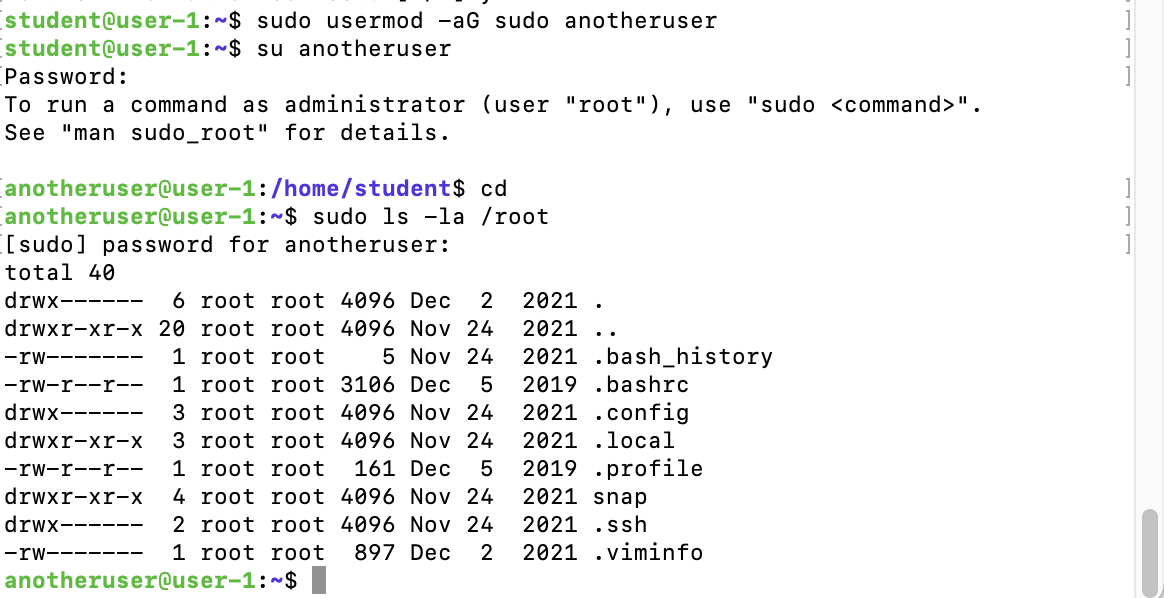 student@user-1:~$ sudo usermod -aG sudo anotheruser ]
student@user-1:~$ su anotheruser ]
Password: ]
To run a command as administrator (user "root"), use "sudo <command>".
See "man sudo_root" for details.
anotheruser@user-1:/home/student$ cd ]
anotheruser@user-1:~$ sudo ls -la /root ]
[sudo] password for anotheruser: ]
total 40
drwx------  6 root root 4096 Dec  2  2021 .
drwxr-xr-x 20 root root 4096 Nov 24  2021 ..
-rw-------  1 root root    5 Nov 24  2021 .bash_history
-rw-r--r--  1 root root 3106 Dec  5  2019 .bashrc
drwx------  3 root root 4096 Nov 24  2021 .config
drwxr-xr-x  3 root root 4096 Nov 24  2021 .local
-rw-r--r--  1 root root  161 Dec  5  2019 .profile
drwxr-xr-x  4 root root 4096 Nov 24  2021 snap
drwx------  2 root root 4096 Nov 24  2021 .ssh
-rw-------  1 root root  897 Dec  2  2021 .viminfo
anotheruser@user-1:~$